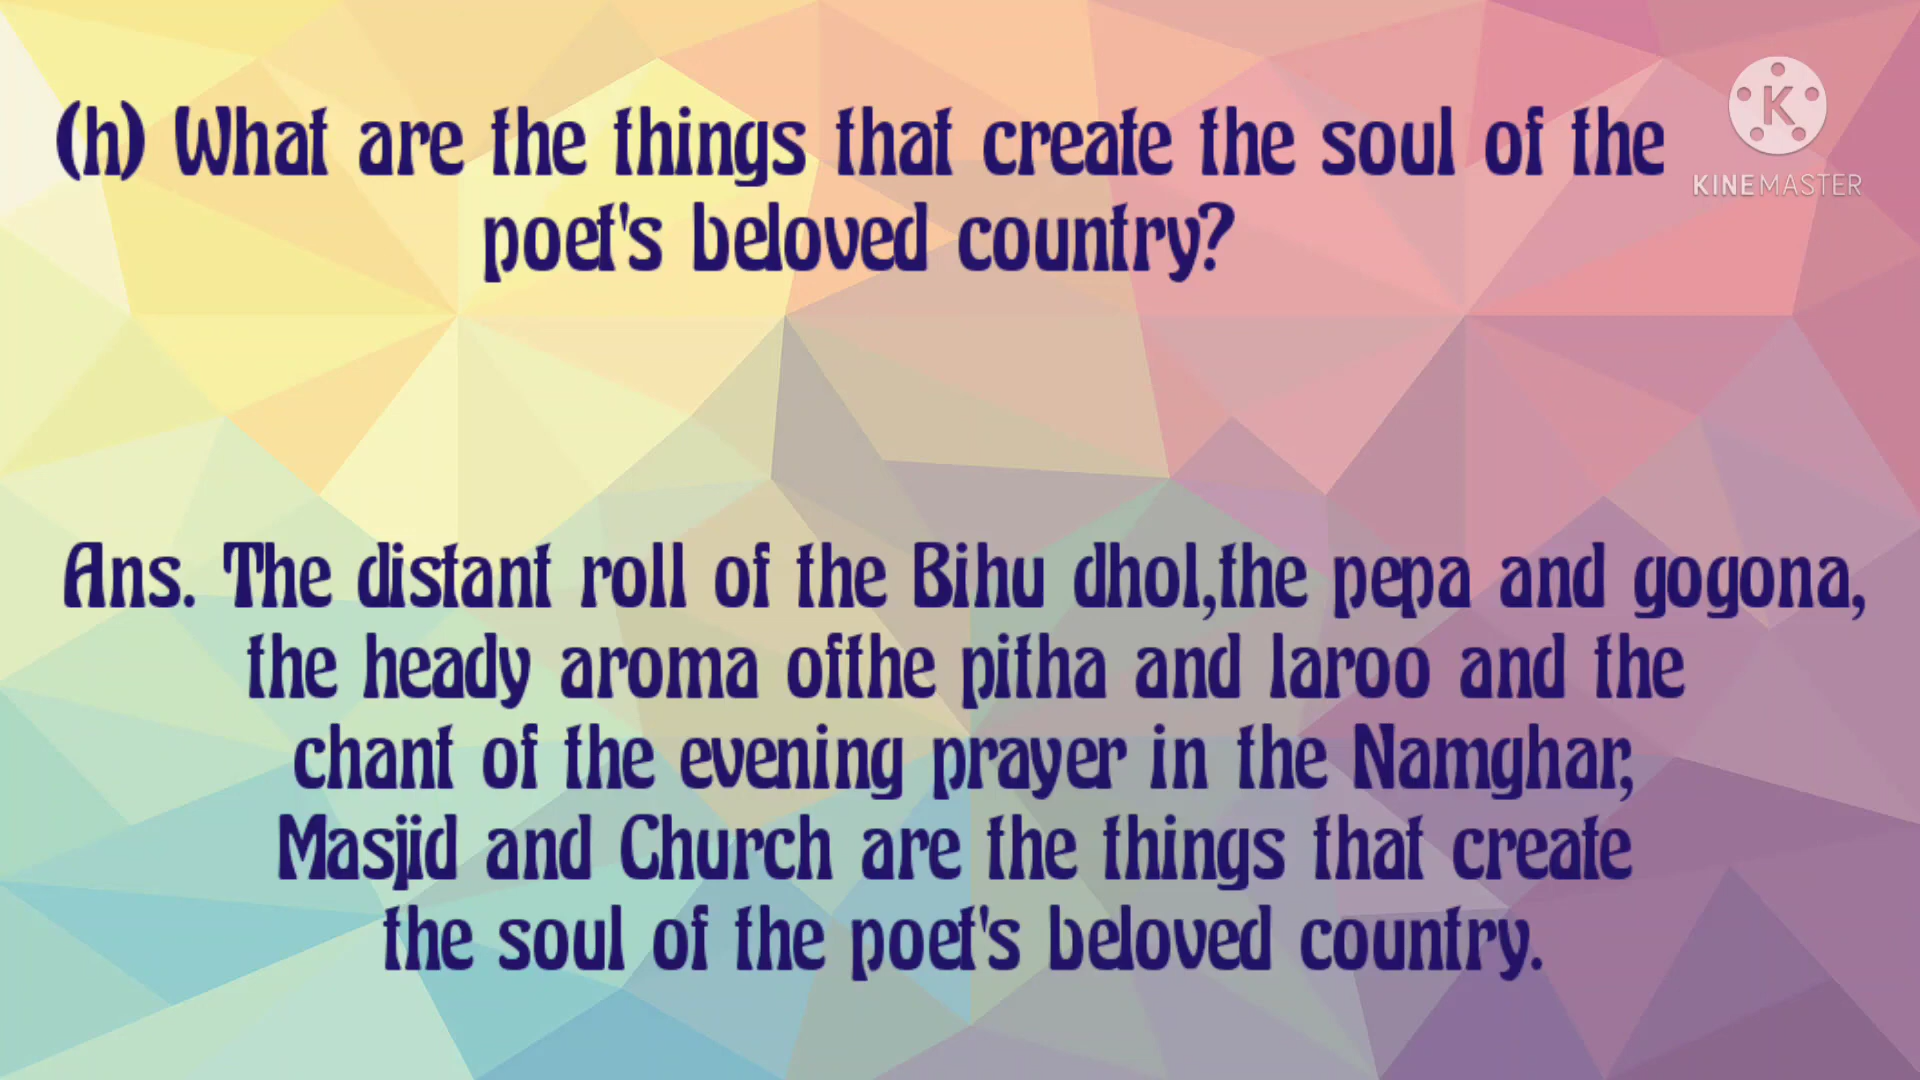 (h) What are the things that create the soul of the
poet's beloved country?
K
KINEMASTER
Ans. The distant roll of the Bihu dhol,the pepa and gogona,
the heady aroma ofthe pitha and laroo and the
chant of the evening prayer in the Namghar,
Masjid and Church are the things that create
the soul of the poet's beloved country.